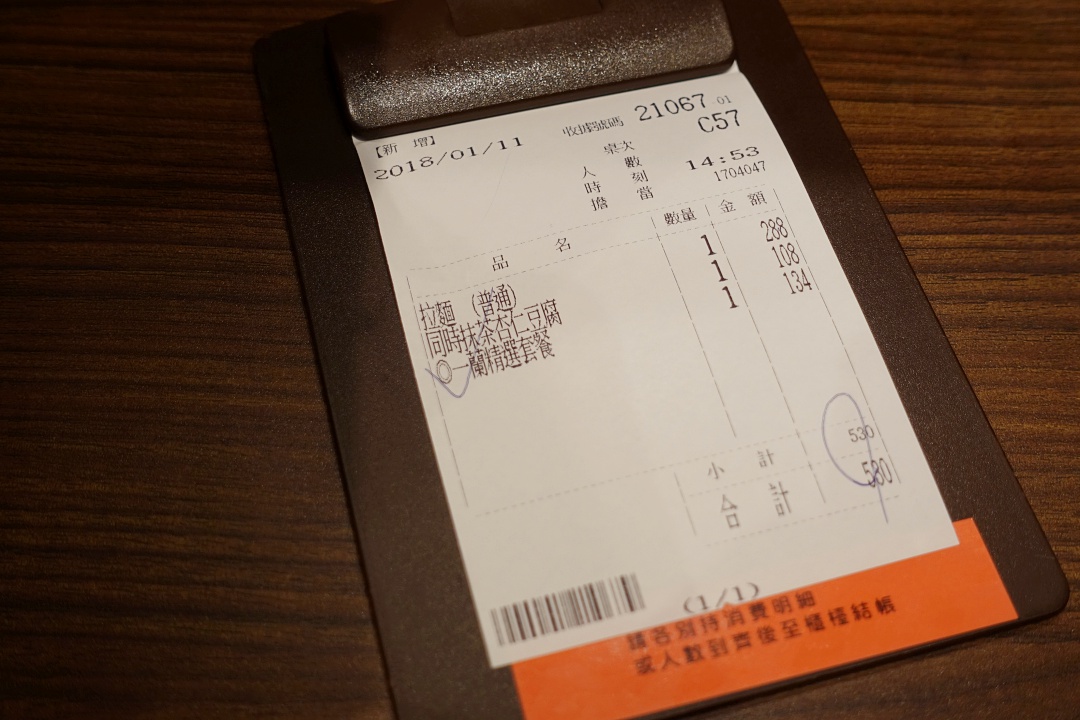 【新 增】 收據號碼 21067 01
2018/01/11 桌次 C57
人 數
時 刻 14:53
擔 當 1704047
品 名 數量 金 額
拉麵 (普通) 1 288
同時抹茶杏仁豆腐 1 108
◎一蘭精選套餐 1 134
小 計 530
合 計 530
(1/1)
請各別持消費明細
或人數到齊後至櫃檯結帳